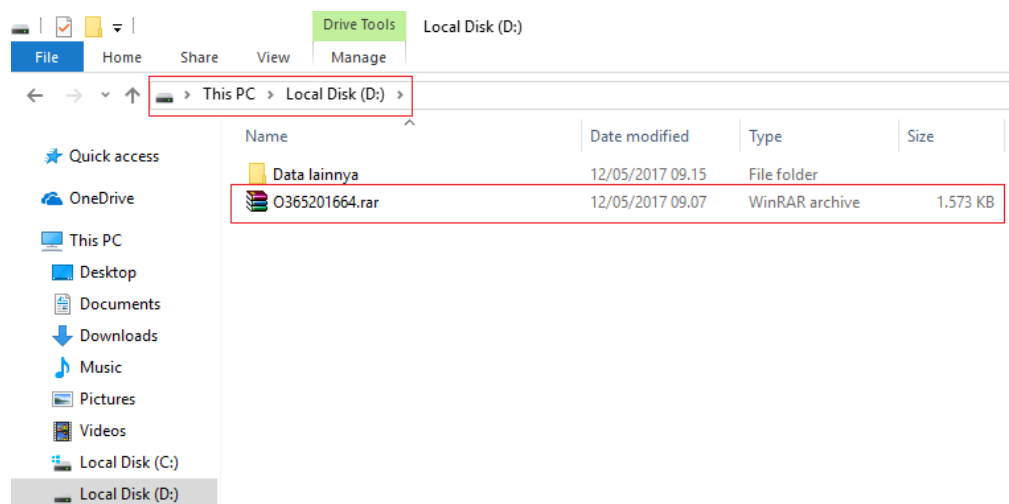 Drive Tools Local Disk (D:)
File Home Share View Manage
This PC Local Disk (D:)
Name Date modified Type Size
Quick access
Data lainnya 12/05/2017 09.15 File folder
OneDrive O365201664.rar 12/05/2017 09.07 WinRAR archive 1.573 KB
This PC
Desktop
Documents
Downloads
Music
Pictures
Videos
Local Disk (C:)
Local Disk (D:)